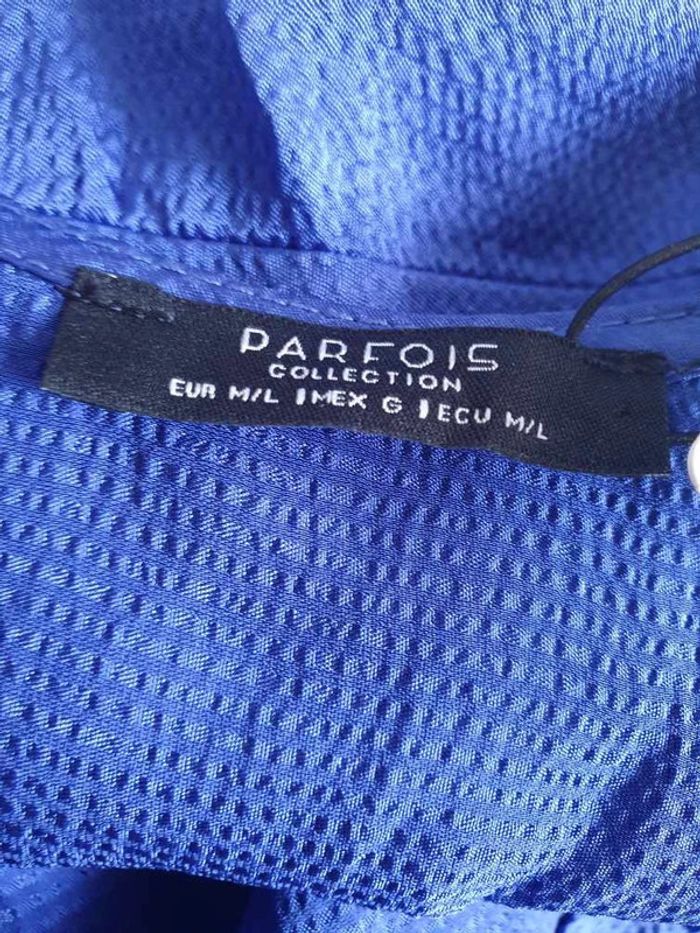 PARFOIS
COLLECTION
EUR M/L | MEX G | ECU M/L